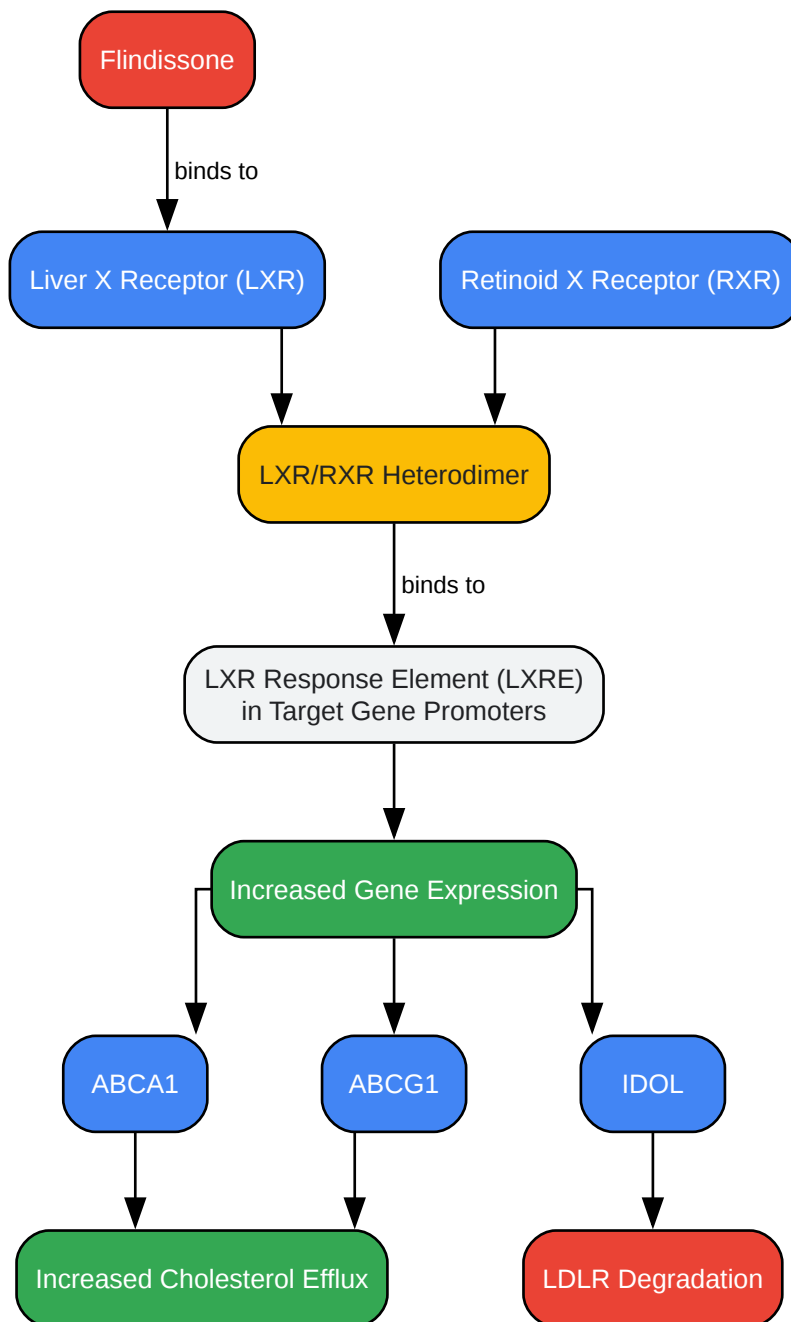 Flindissone
binds to
Liver X Receptor (LXR)
Retinoid X Receptor (RXR)
LXR/RXR Heterodimer
binds to
LXR Response Element (LXRE)
in Target Gene Promoters
Increased Gene Expression
ABCA1
ABCG1
IDOL
Increased Cholesterol Efflux
LDLR Degradation